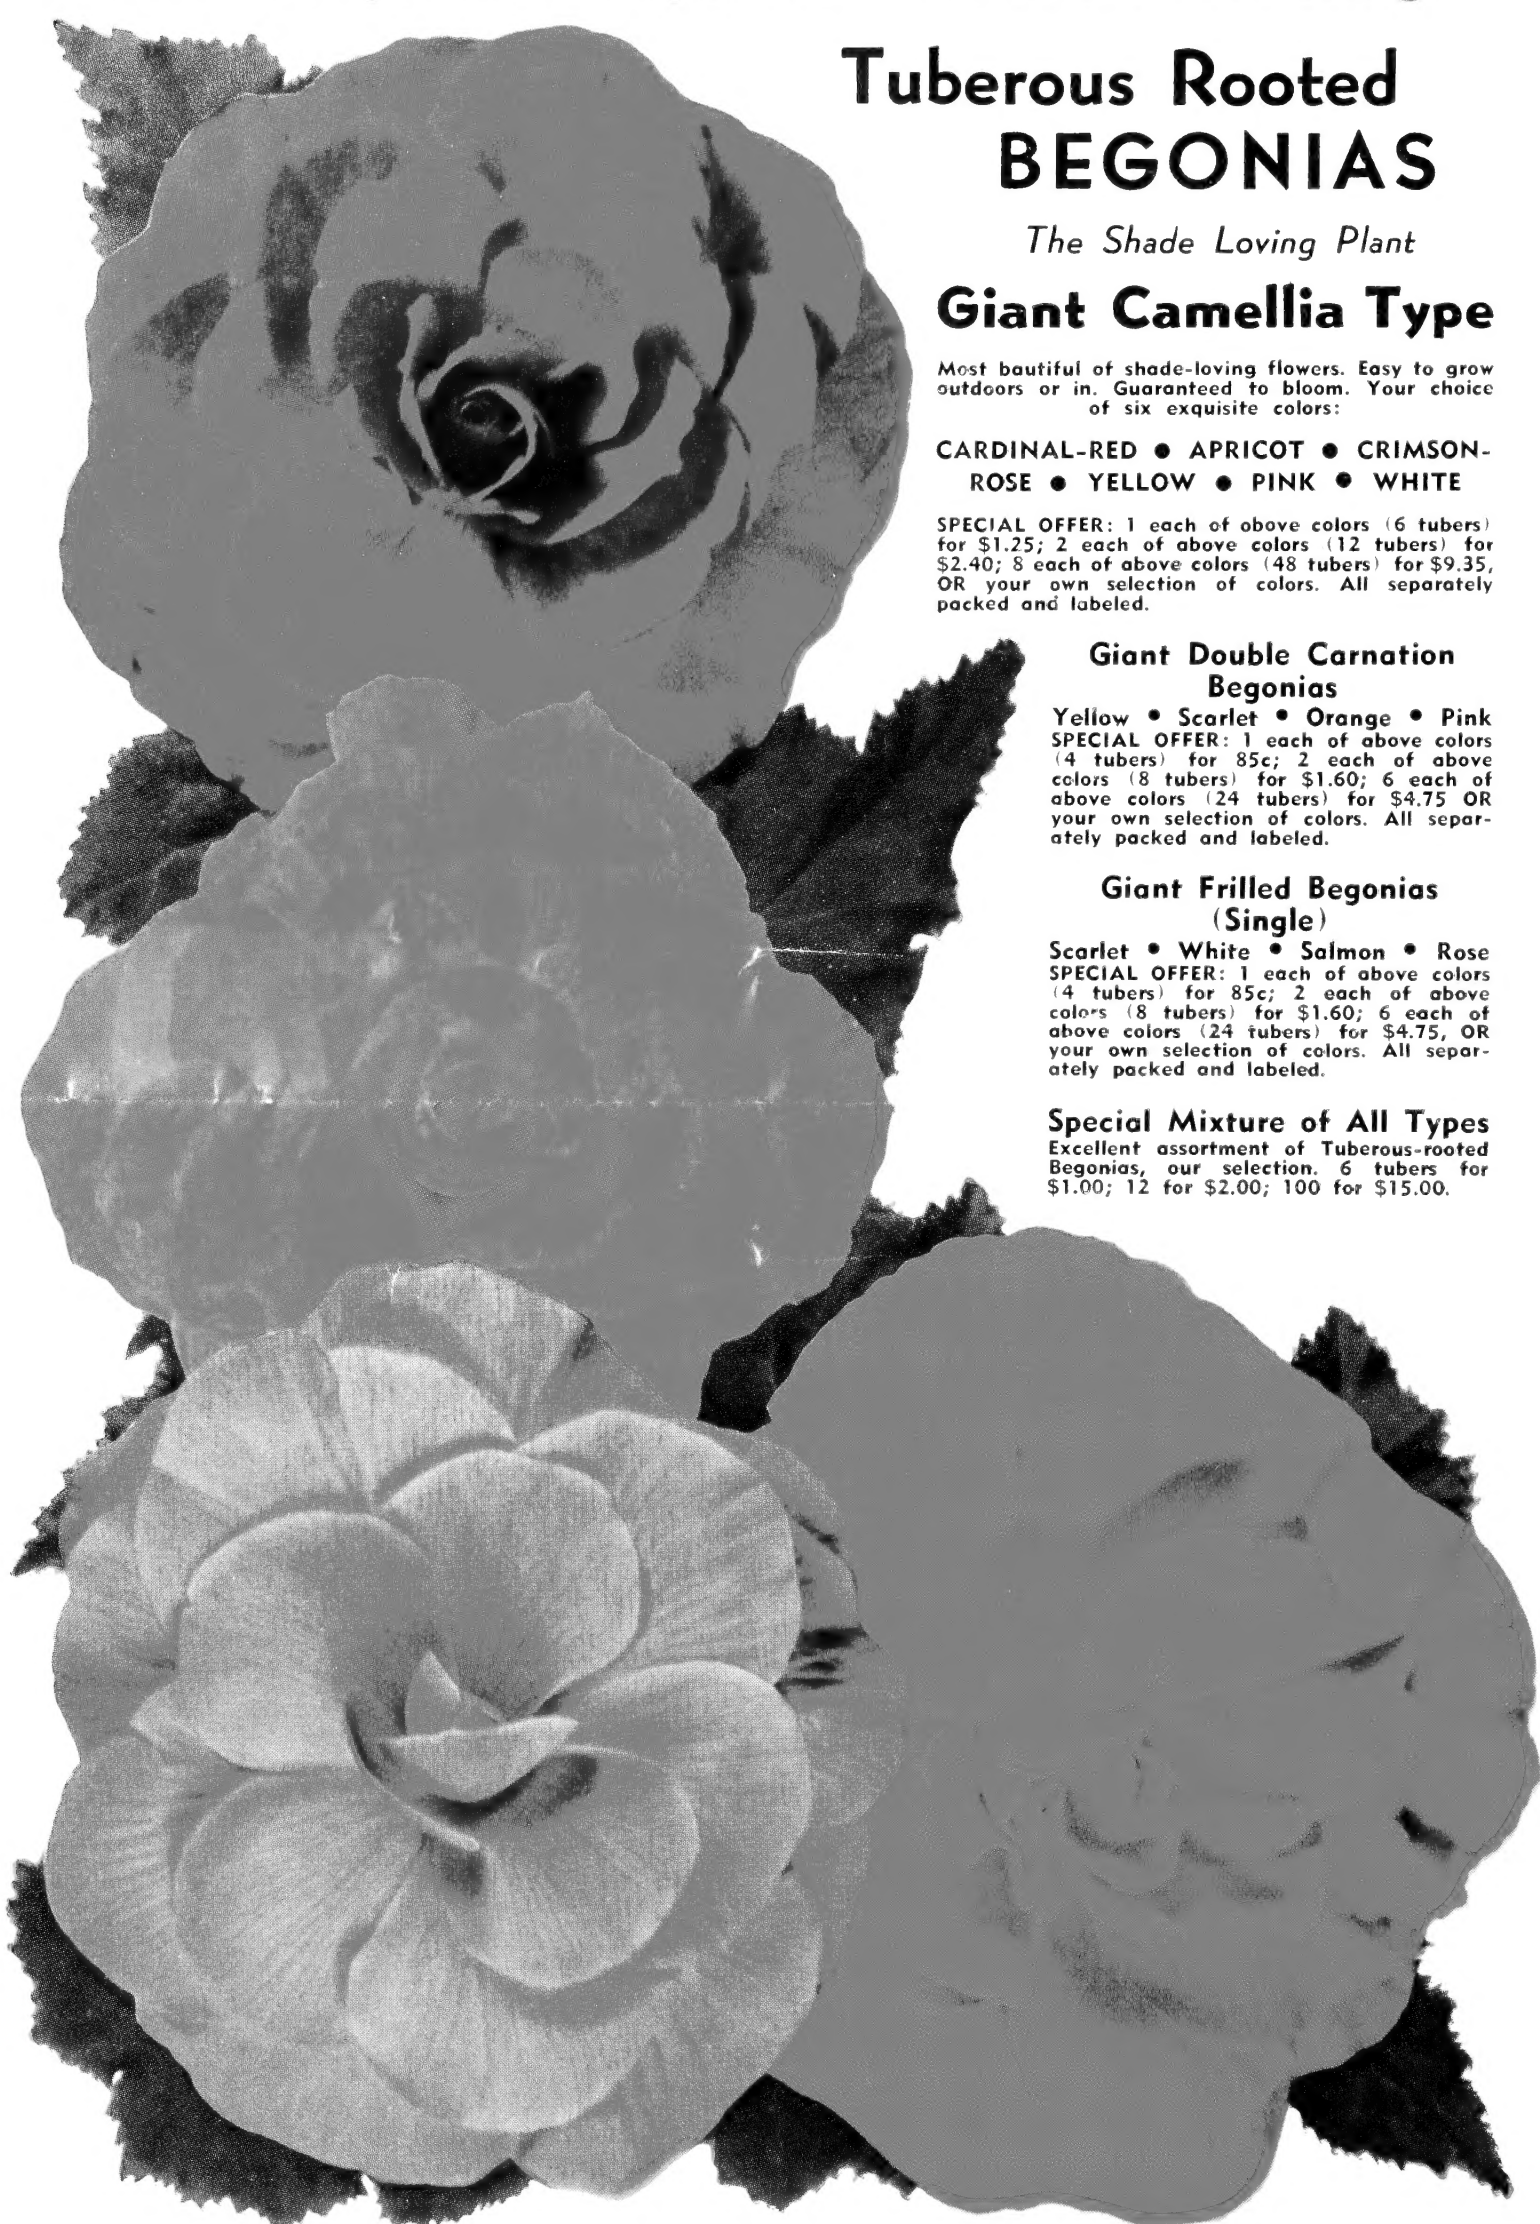 Tuberous Rooted
BEGONIAS
The Shade Loving Plant
Giant Camellia Type
Most bautiful of shade-loving flowers. Easy to grow
outdoors or in. Guaranteed to bloom. Your choice
of six exquisite colors:
CARDINAL-RED ● APRICOT ● CRIMSON-
ROSE ● YELLOW ● PINK ● WHITE
SPECIAL OFFER: 1 each of above colors (6 tubers)
for $1.25; 2 each of above colors (12 tubers) for
$2.40; 8 each of above colors (48 tubers) for $9.35,
OR your own selection of colors. All separately
packed and labeled.
Giant Double Carnation
Begonias
Yellow ● Scarlet ● Orange ● Pink
SPECIAL OFFER: 1 each of above colors
(4 tubers) for 85c; 2 each of above
colors (8 tubers) for $1.60; 6 each of
above colors (24 tubers) for $4.75 OR
your own selection of colors. All separ-
ately packed and labeled.
Giant Frilled Begonias
(Single)
Scarlet ● White ● Salmon ● Rose
SPECIAL OFFER: 1 each of above colors
(4 tubers) for 85c; 2 each of above
colors (8 tubers) for $1.60; 6 each of
above colors (24 tubers) for $4.75, OR
your own selection of colors. All separ-
ately packed and labeled.
Special Mixture of All Types
Excellent assortment of Tuberous-rooted
Begonias, our selection. 6 tubers for
$1.00; 12 for $2.00; 100 for $15.00.